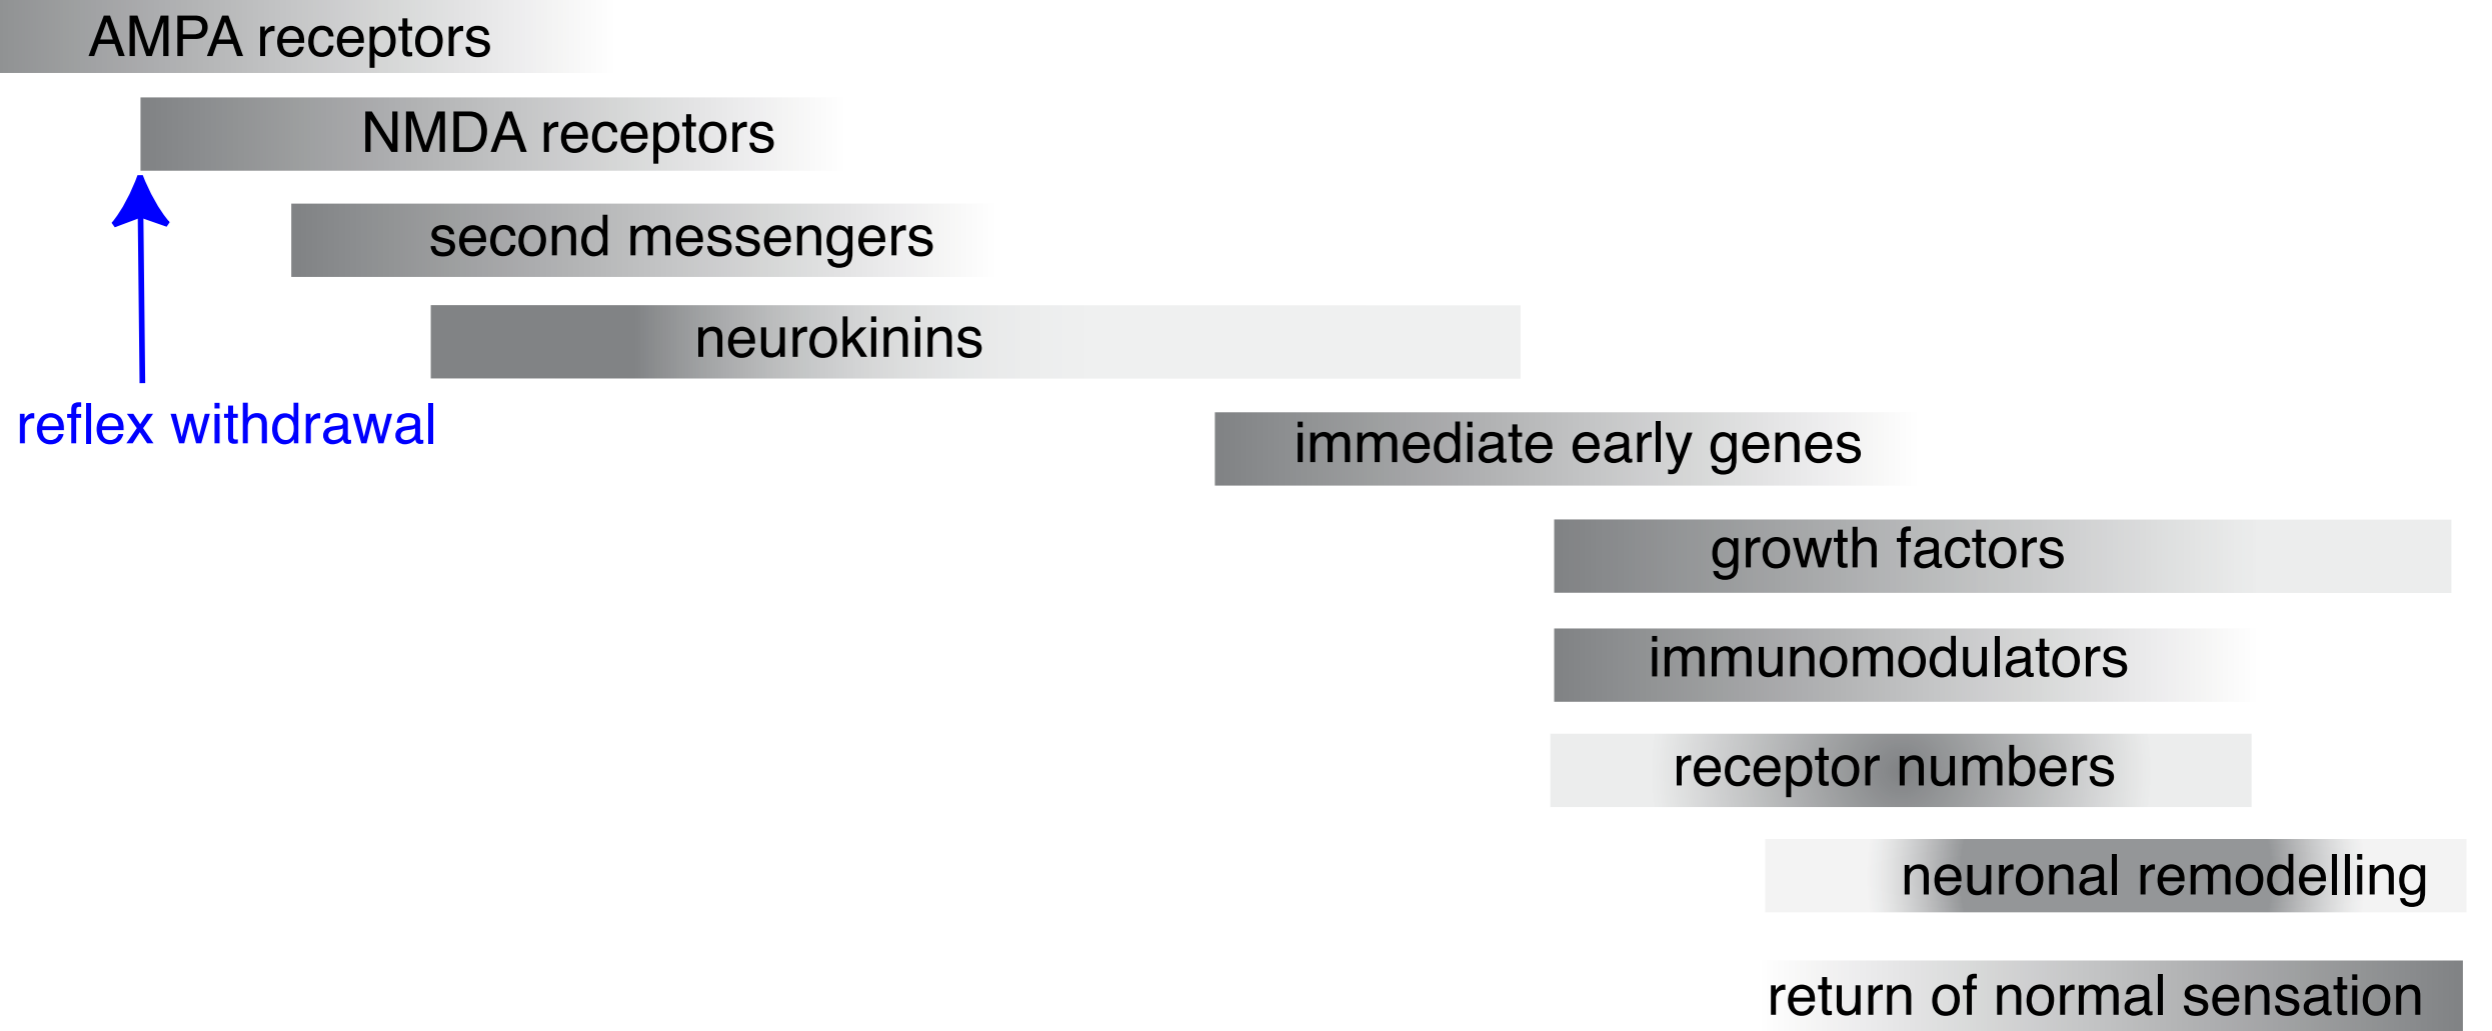 AMPA receptors
NMDA receptors
second messengers
neurokinins
reflex withdrawal
immediate early genes
growth factors
immunomodulators
receptor numbers
neuronal remodelling
return of normal sensation